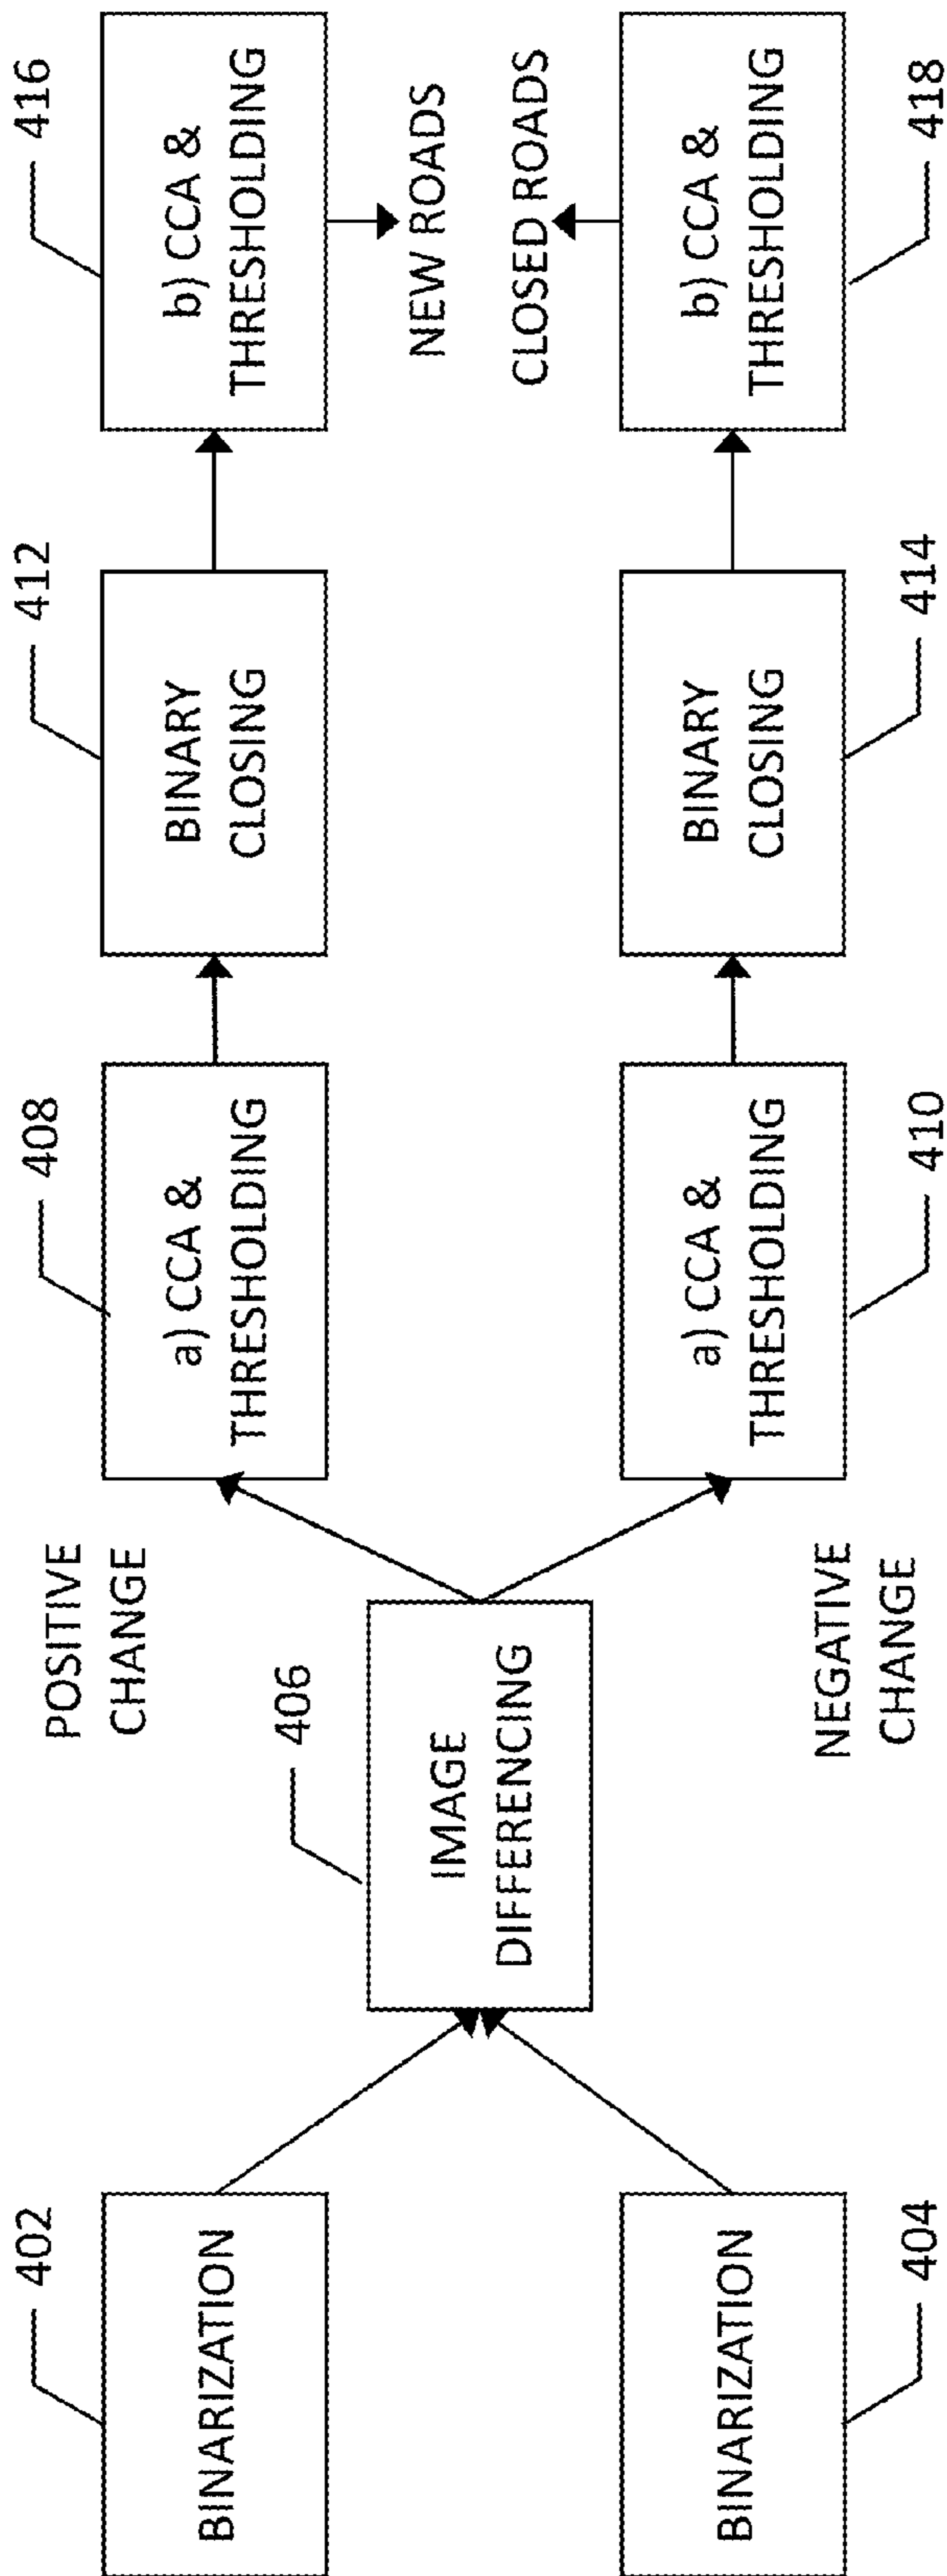 402
BINARIZATION
BINARIZATION
404
406
IMAGE
DIFFERENCING
POSITIVE
CHANGE
NEGATIVE
CHANGE
408
a) CCA &
THRESHOLDING
a) CCA &
THRESHOLDING
410
412
BINARY
CLOSING
BINARY
CLOSING
414
416
b) CCA &
THRESHOLDING
NEW ROADS
CLOSED ROADS
b) CCA &
THRESHOLDING
418